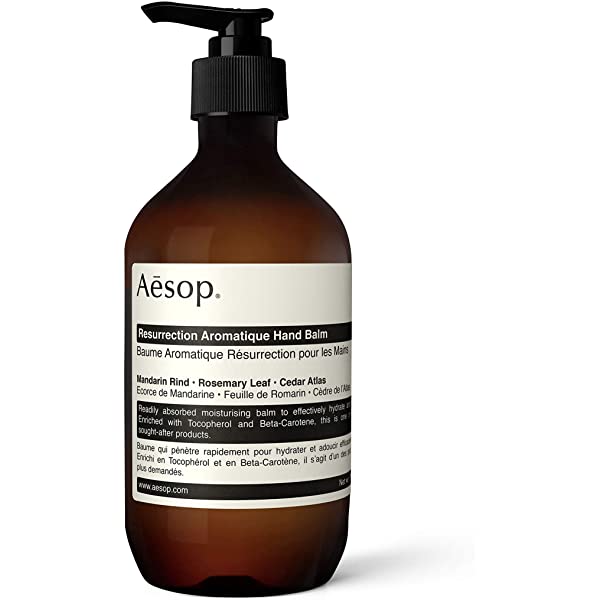 Aēsop®
Resurrection Aromatique Hand Balm
Baume Aromatique Résurrection pour les Mains
Mandarin Rind • Rosemary Leaf • Cedar Atlas
Ecorce de Mandarine • Feuille de Romarin • Cèdre de l'Atlas
Readily absorbed moisturising balm to effectively hydrate
Enriched with Tocopherol and Beta-Carotene, this is one
sought-after products.
Baume qui pénètre rapidement pour hydrater et adoucir
Enrichi en Tocophérol et en Beta-Carotène, il s'agit d'un des
plus demandés.
www.aesop.com
Net